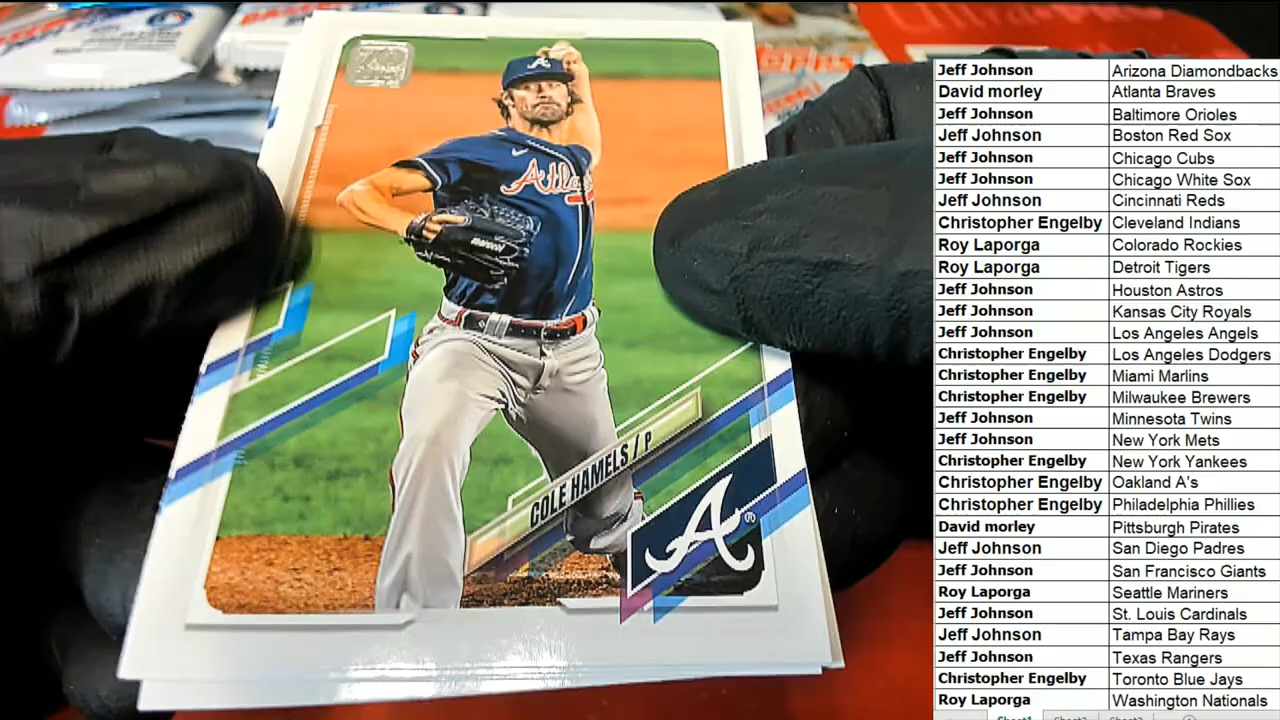 Atla
COLE HAMELS / P
A
Jeff Johnson Arizona Diamondbacks
David morley Atlanta Braves
Jeff Johnson Baltimore Orioles
Jeff Johnson Boston Red Sox
Jeff Johnson Chicago Cubs
Jeff Johnson Chicago White Sox
Jeff Johnson Cincinnati Reds
Christopher Engelby Cleveland Indians
Roy Laporga Colorado Rockies
Roy Laporga Detroit Tigers
Jeff Johnson Houston Astros
Jeff Johnson Kansas City Royals
Jeff Johnson Los Angeles Angels
Christopher Engelby Los Angeles Dodgers
Christopher Engelby Miami Marlins
Christopher Engelby Milwaukee Brewers
Jeff Johnson Minnesota Twins
Jeff Johnson New York Mets
Christopher Engelby New York Yankees
Christopher Engelby Oakland A's
Christopher Engelby Philadelphia Phillies
David morley Pittsburgh Pirates
Jeff Johnson San Diego Padres
Jeff Johnson San Francisco Giants
Roy Laporga Seattle Mariners
Jeff Johnson St. Louis Cardinals
Jeff Johnson Tampa Bay Rays
Jeff Johnson Texas Rangers
Christopher Engelby Toronto Blue Jays
Roy Laporga Washington Nationals
Sheet1 Sheet2 Sheet3